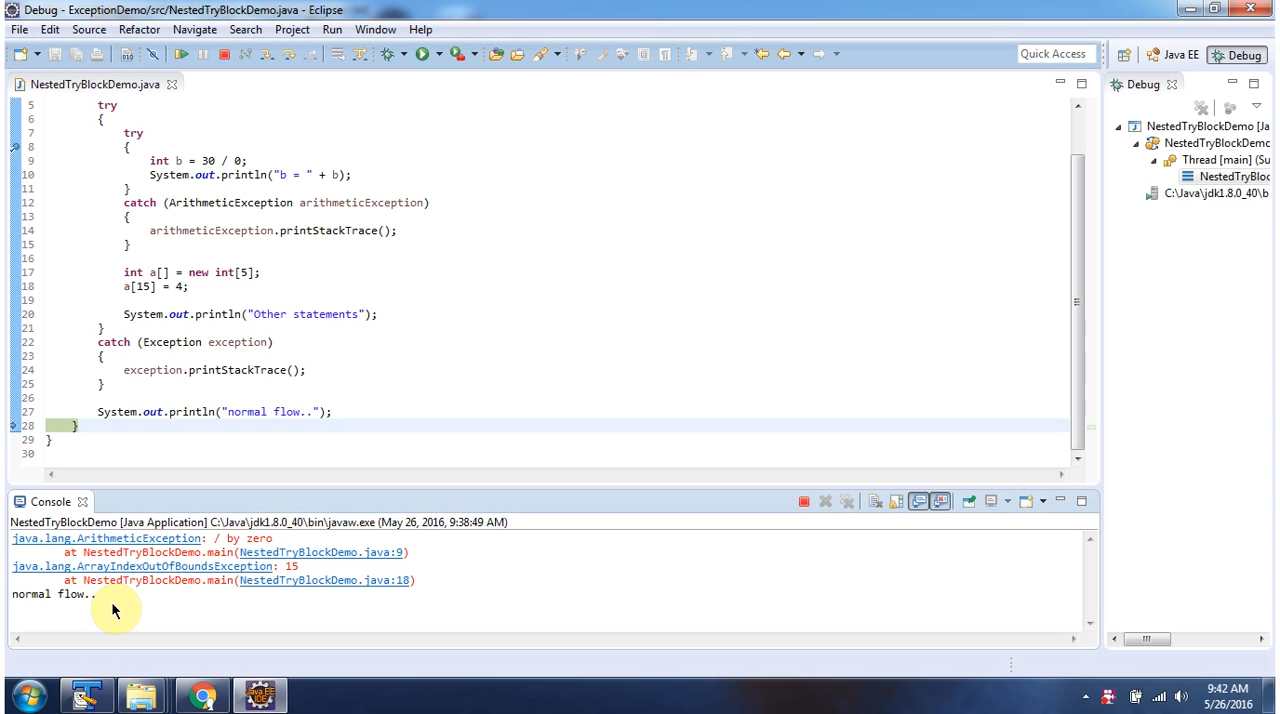 Debug - ExceptionDemo/src/NestedTryBlockDemo.java - Eclipse
File Edit Source Refactor Navigate Search Project Run Window Help
Quick Access Java EE Debug
NestedTryBlockDemo.java
5 try
6 {
7 try
8 {
9 int b = 30 / 0;
10 System.out.println("b = " + b);
11 }
12 catch (ArithmeticException arithmeticException)
13 {
14 arithmeticException.printStackTrace();
15 }
16
17 int a[] = new int[5];
18 a[15] = 4;
19
20 System.out.println("Other statements");
21 }
22 catch (Exception exception)
23 {
24 exception.printStackTrace();
25 }
26
27 System.out.println("normal flow..");
28 }
29 }
30
Debug
NestedTryBlockDemo [Ja
NestedTryBlockDemo
Thread [main] (Su
NestedTryBloc
C:\Java\jdk1.8.0_40\b
Console
NestedTryBlockDemo [Java Application] C:\Java\jdk1.8.0_40\bin\javaw.exe (May 26, 2016, 9:38:49 AM)
java.lang.ArithmeticException: / by zero
at NestedTryBlockDemo.main(NestedTryBlockDemo.java:9)
java.lang.ArrayIndexOutOfBoundsException: 15
at NestedTryBlockDemo.main(NestedTryBlockDemo.java:18)
normal flow..
Java EE IDE
9:42 AM
5/26/2016